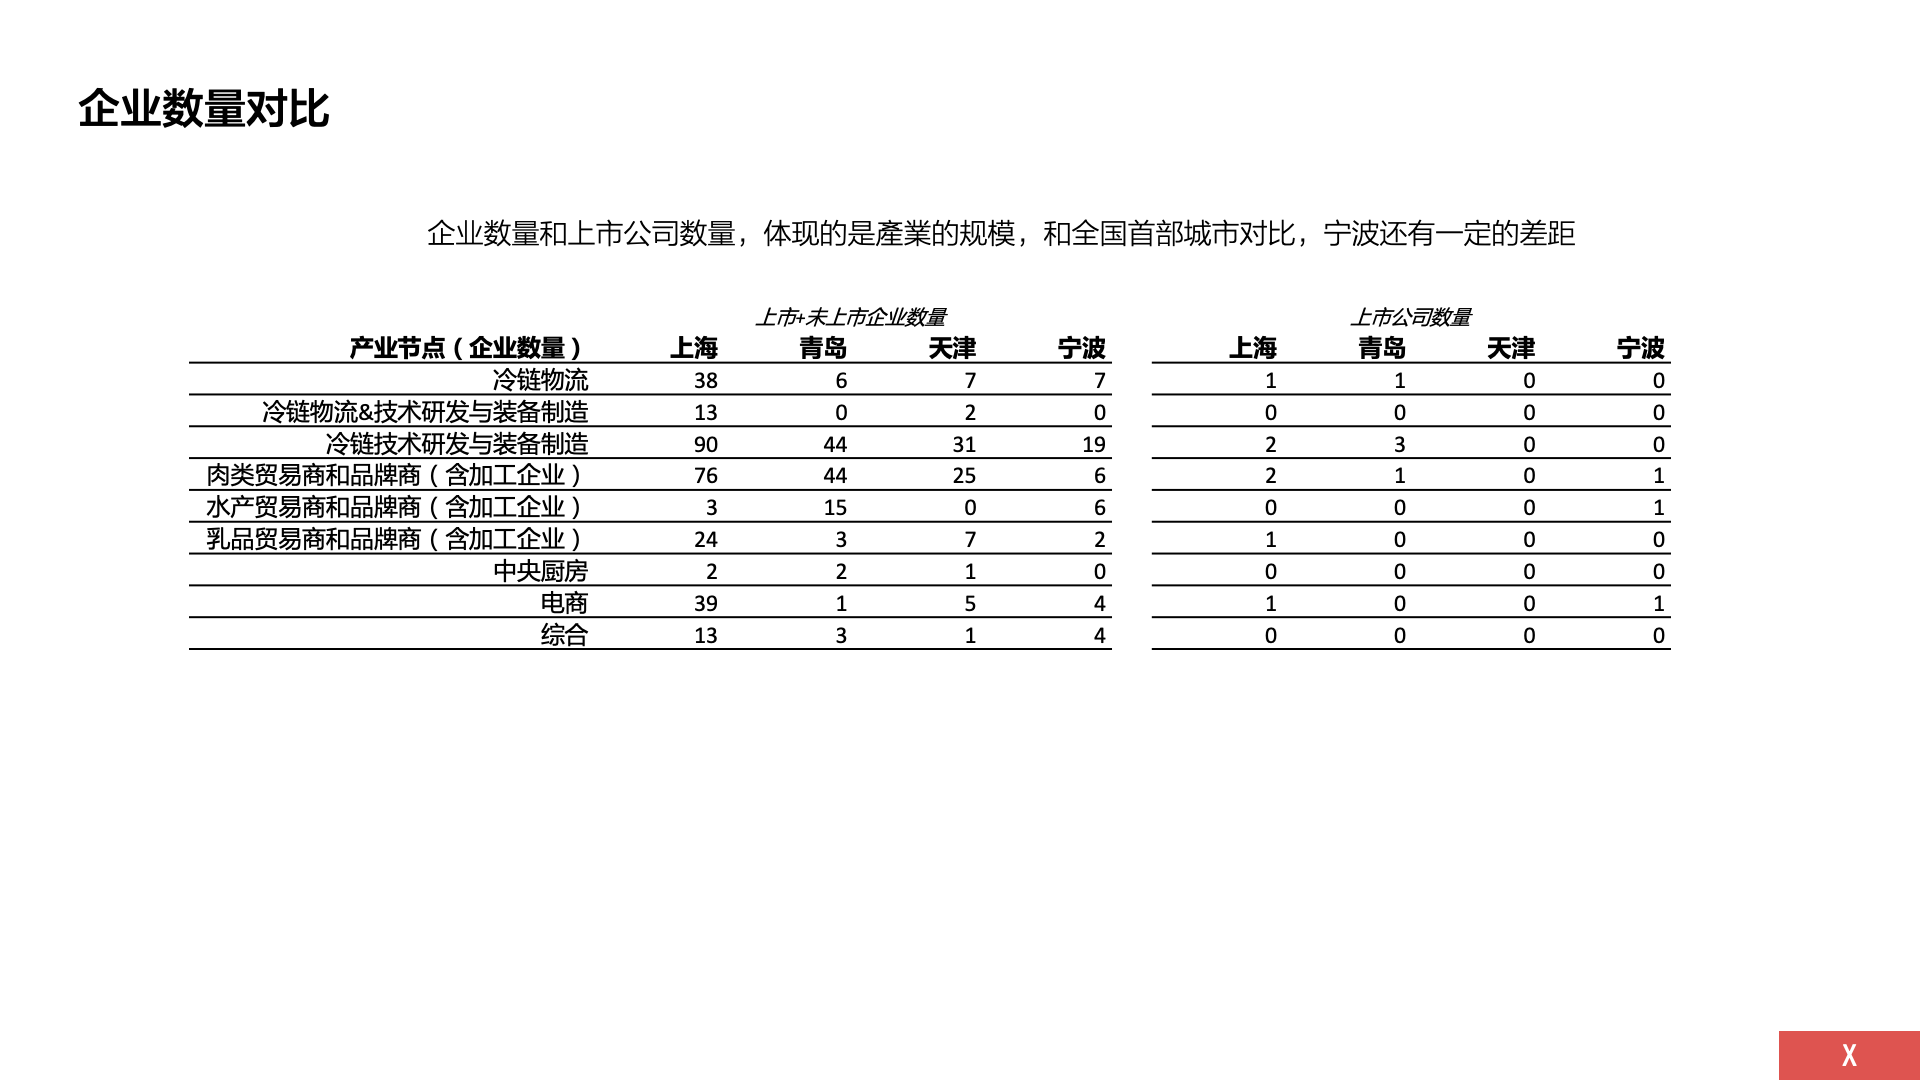 企业数量对比
企业数量和上市公司数量，体现的是產業的规模，和全国首部城市对比，宁波还有一定的差距
上市+未上市企业数量 上市公司数量
产业节点（企业数量） 上海 青岛 天津 宁波 上海 青岛 天津 宁波
冷链物流 38 6 7 7 1 1 0 0
冷链物流&技术研发与装备制造 13 0 2 0 0 0 0 0
冷链技术研发与装备制造 90 44 31 19 2 3 0 0
肉类贸易商和品牌商（含加工企业） 76 44 25 6 2 1 0 1
水产贸易商和品牌商（含加工企业） 3 15 0 6 0 0 0 1
乳品贸易商和品牌商（含加工企业） 24 3 7 2 1 0 0 0
中央厨房 2 2 1 0 0 0 0 0
电商 39 1 5 4 1 0 0 1
综合 13 3 1 4 0 0 0 0
X